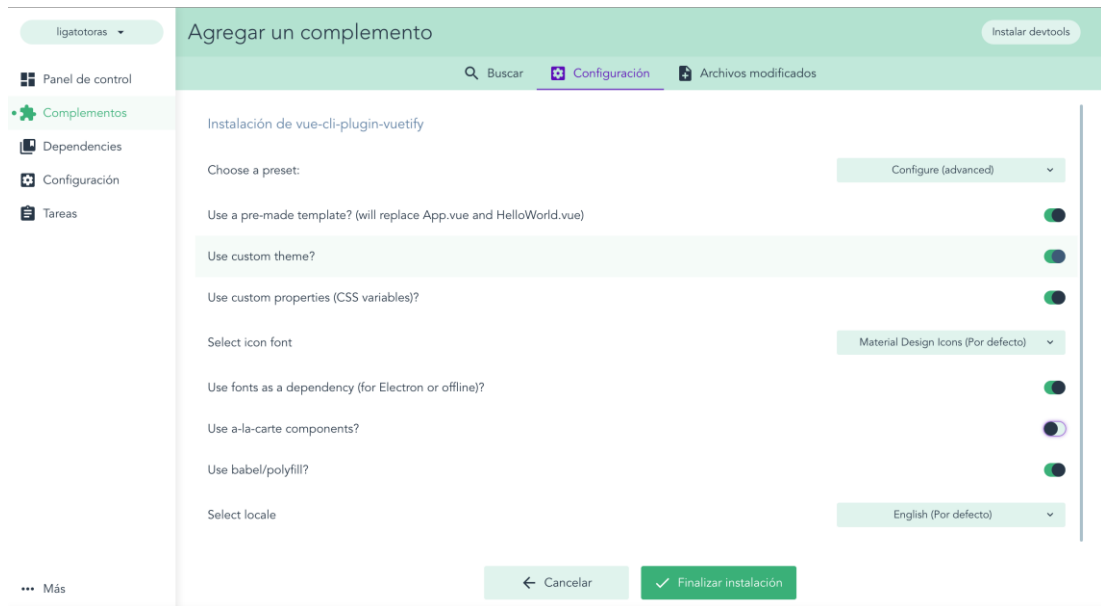 ligatotoras
Agregar un complemento
Instalar devtools
Buscar
Configuración
Archivos modificados
Panel de control
Complementos
Dependencies
Configuración
Tareas
Más
Instalación de vue-cli-plugin-vuetify
Choose a preset:
Configure (advanced)
Use a pre-made template? (will replace App.vue and HelloWorld.vue)
Use custom theme?
Use custom properties (CSS variables)?
Select icon font
Material Design Icons (Por defecto)
Use fonts as a dependency (for Electron or offline)?
Use a-la-carte components?
Use babel/polyfill?
Select locale
English (Por defecto)
Cancelar
Finalizar instalación